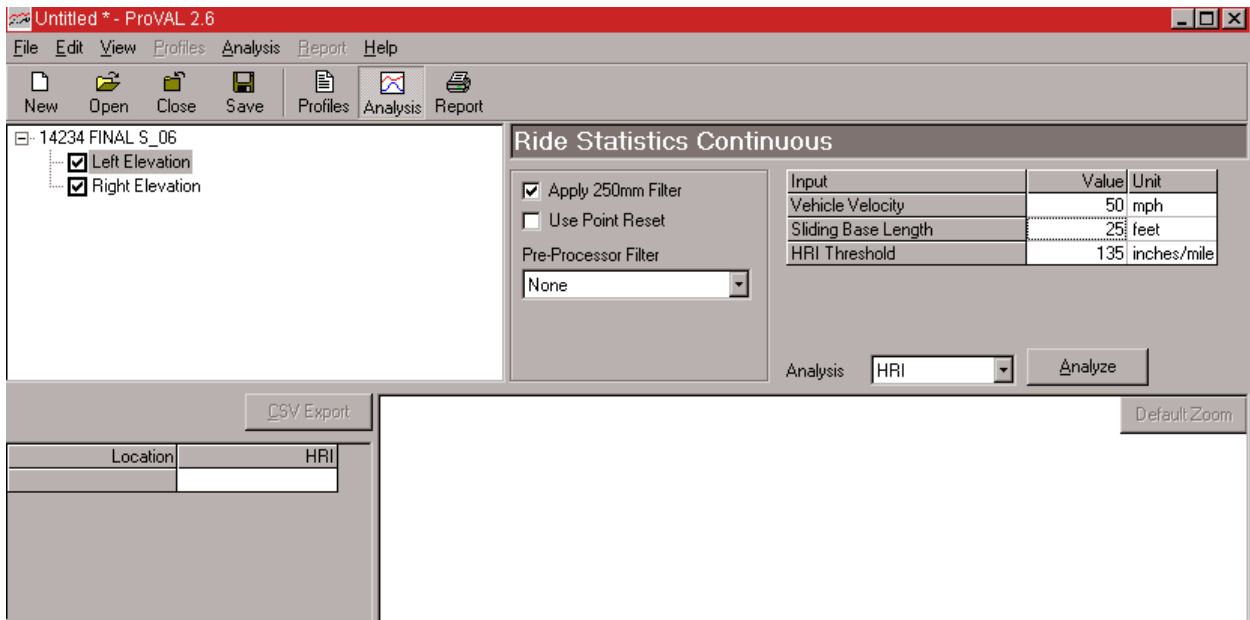 Untitled * - ProVAL 2.6
File Edit View Profiles Analysis Report Help
New Open Close Save Profiles Analysis Report
14234 FINAL S_06
Left Elevation
Right Elevation
Ride Statistics Continuous
Apply 250mm Filter
Use Point Reset
Pre-Processor Filter
None
Input Value Unit
Vehicle Velocity 50 mph
Sliding Base Length 25 feet
HRI Threshold 135 inches/mile
Analysis HRI Analyze
CSV Export
Default Zoom
Location HRI